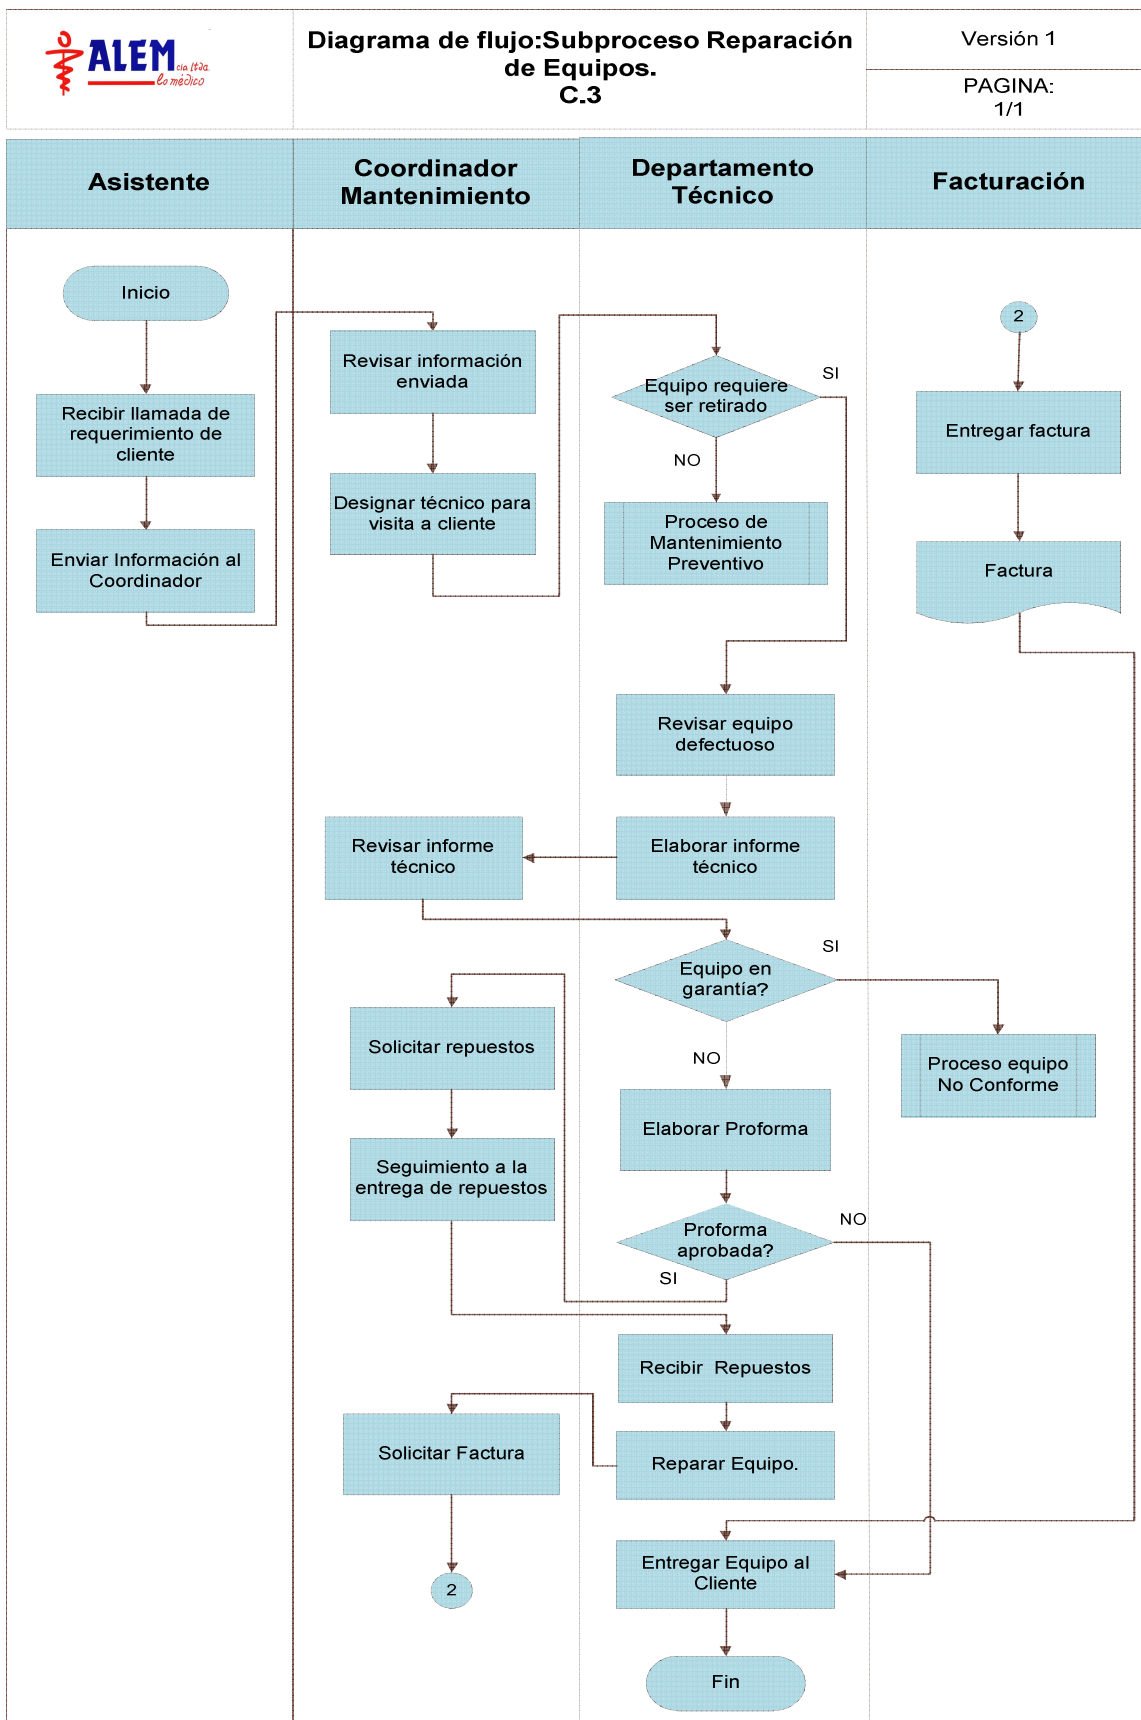 ALEM cia ltda.
lo médico
Diagrama de flujo:Subproceso Reparación
de Equipos.
C.3
Versión 1
PAGINA:
1/1
Asistente
Coordinador
Mantenimiento
Departamento
Técnico
Facturación
Inicio
Recibir llamada de
requerimiento de
cliente
Enviar Información al
Coordinador
Revisar información
enviada
Designar técnico para
visita a cliente
Equipo requiere
ser retirado
SI
NO
Proceso de
Mantenimiento
Preventivo
2
Entregar factura
Factura
Revisar equipo
defectuoso
Elaborar informe
técnico
Revisar informe
técnico
Equipo en
garantía?
SI
NO
Proceso equipo
No Conforme
Elaborar Proforma
Proforma
aprobada?
NO
SI
Solicitar repuestos
Seguimiento a la
entrega de repuestos
Recibir Repuestos
Reparar Equipo.
Solicitar Factura
2
Entregar Equipo al
Cliente
Fin